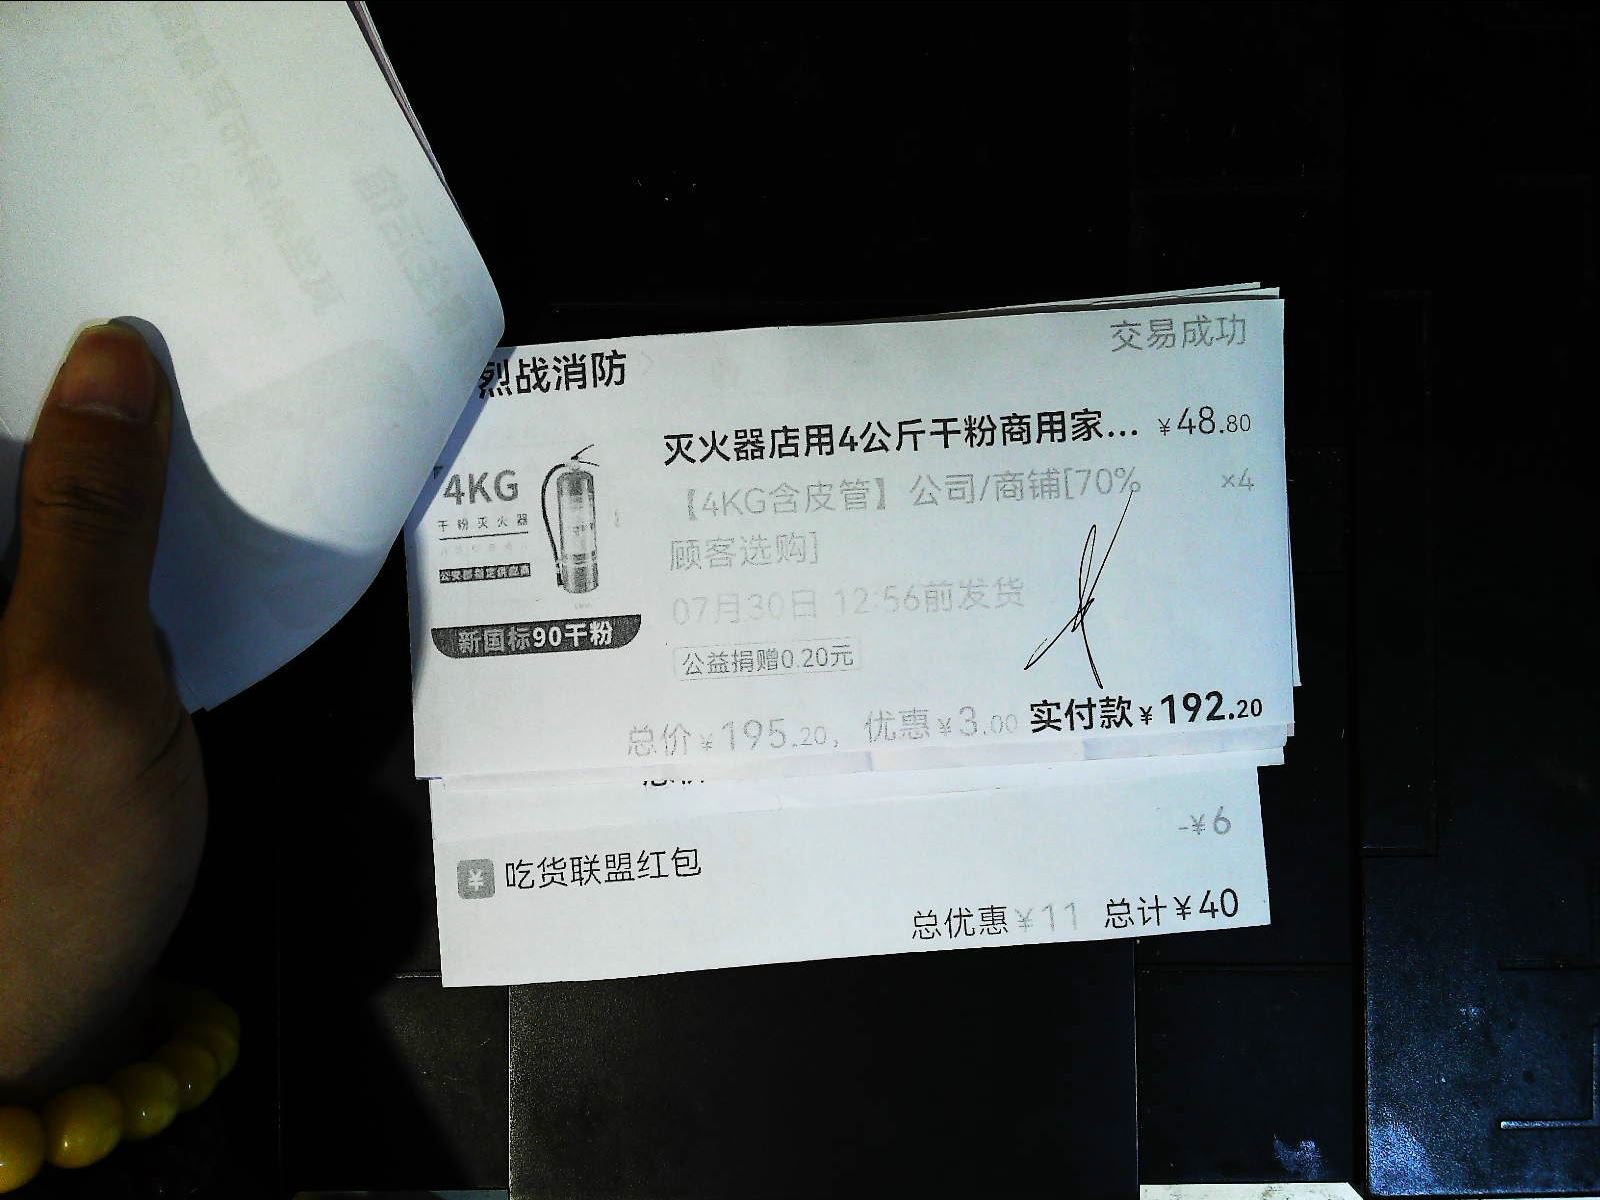 交易成功
烈战消防
灭火器店用4公斤干粉商用家... ¥48.80
【4KG含皮管】公司/商铺[70% ×4
顾客选购]
07月30日 12:56前发货
公益捐赠0.20元
4KG
干粉灭火器
新国标90干粉
总价¥195.20, 优惠¥3.00 实付款¥192.20
-¥6
¥ 吃货联盟红包
总优惠¥11 总计¥40